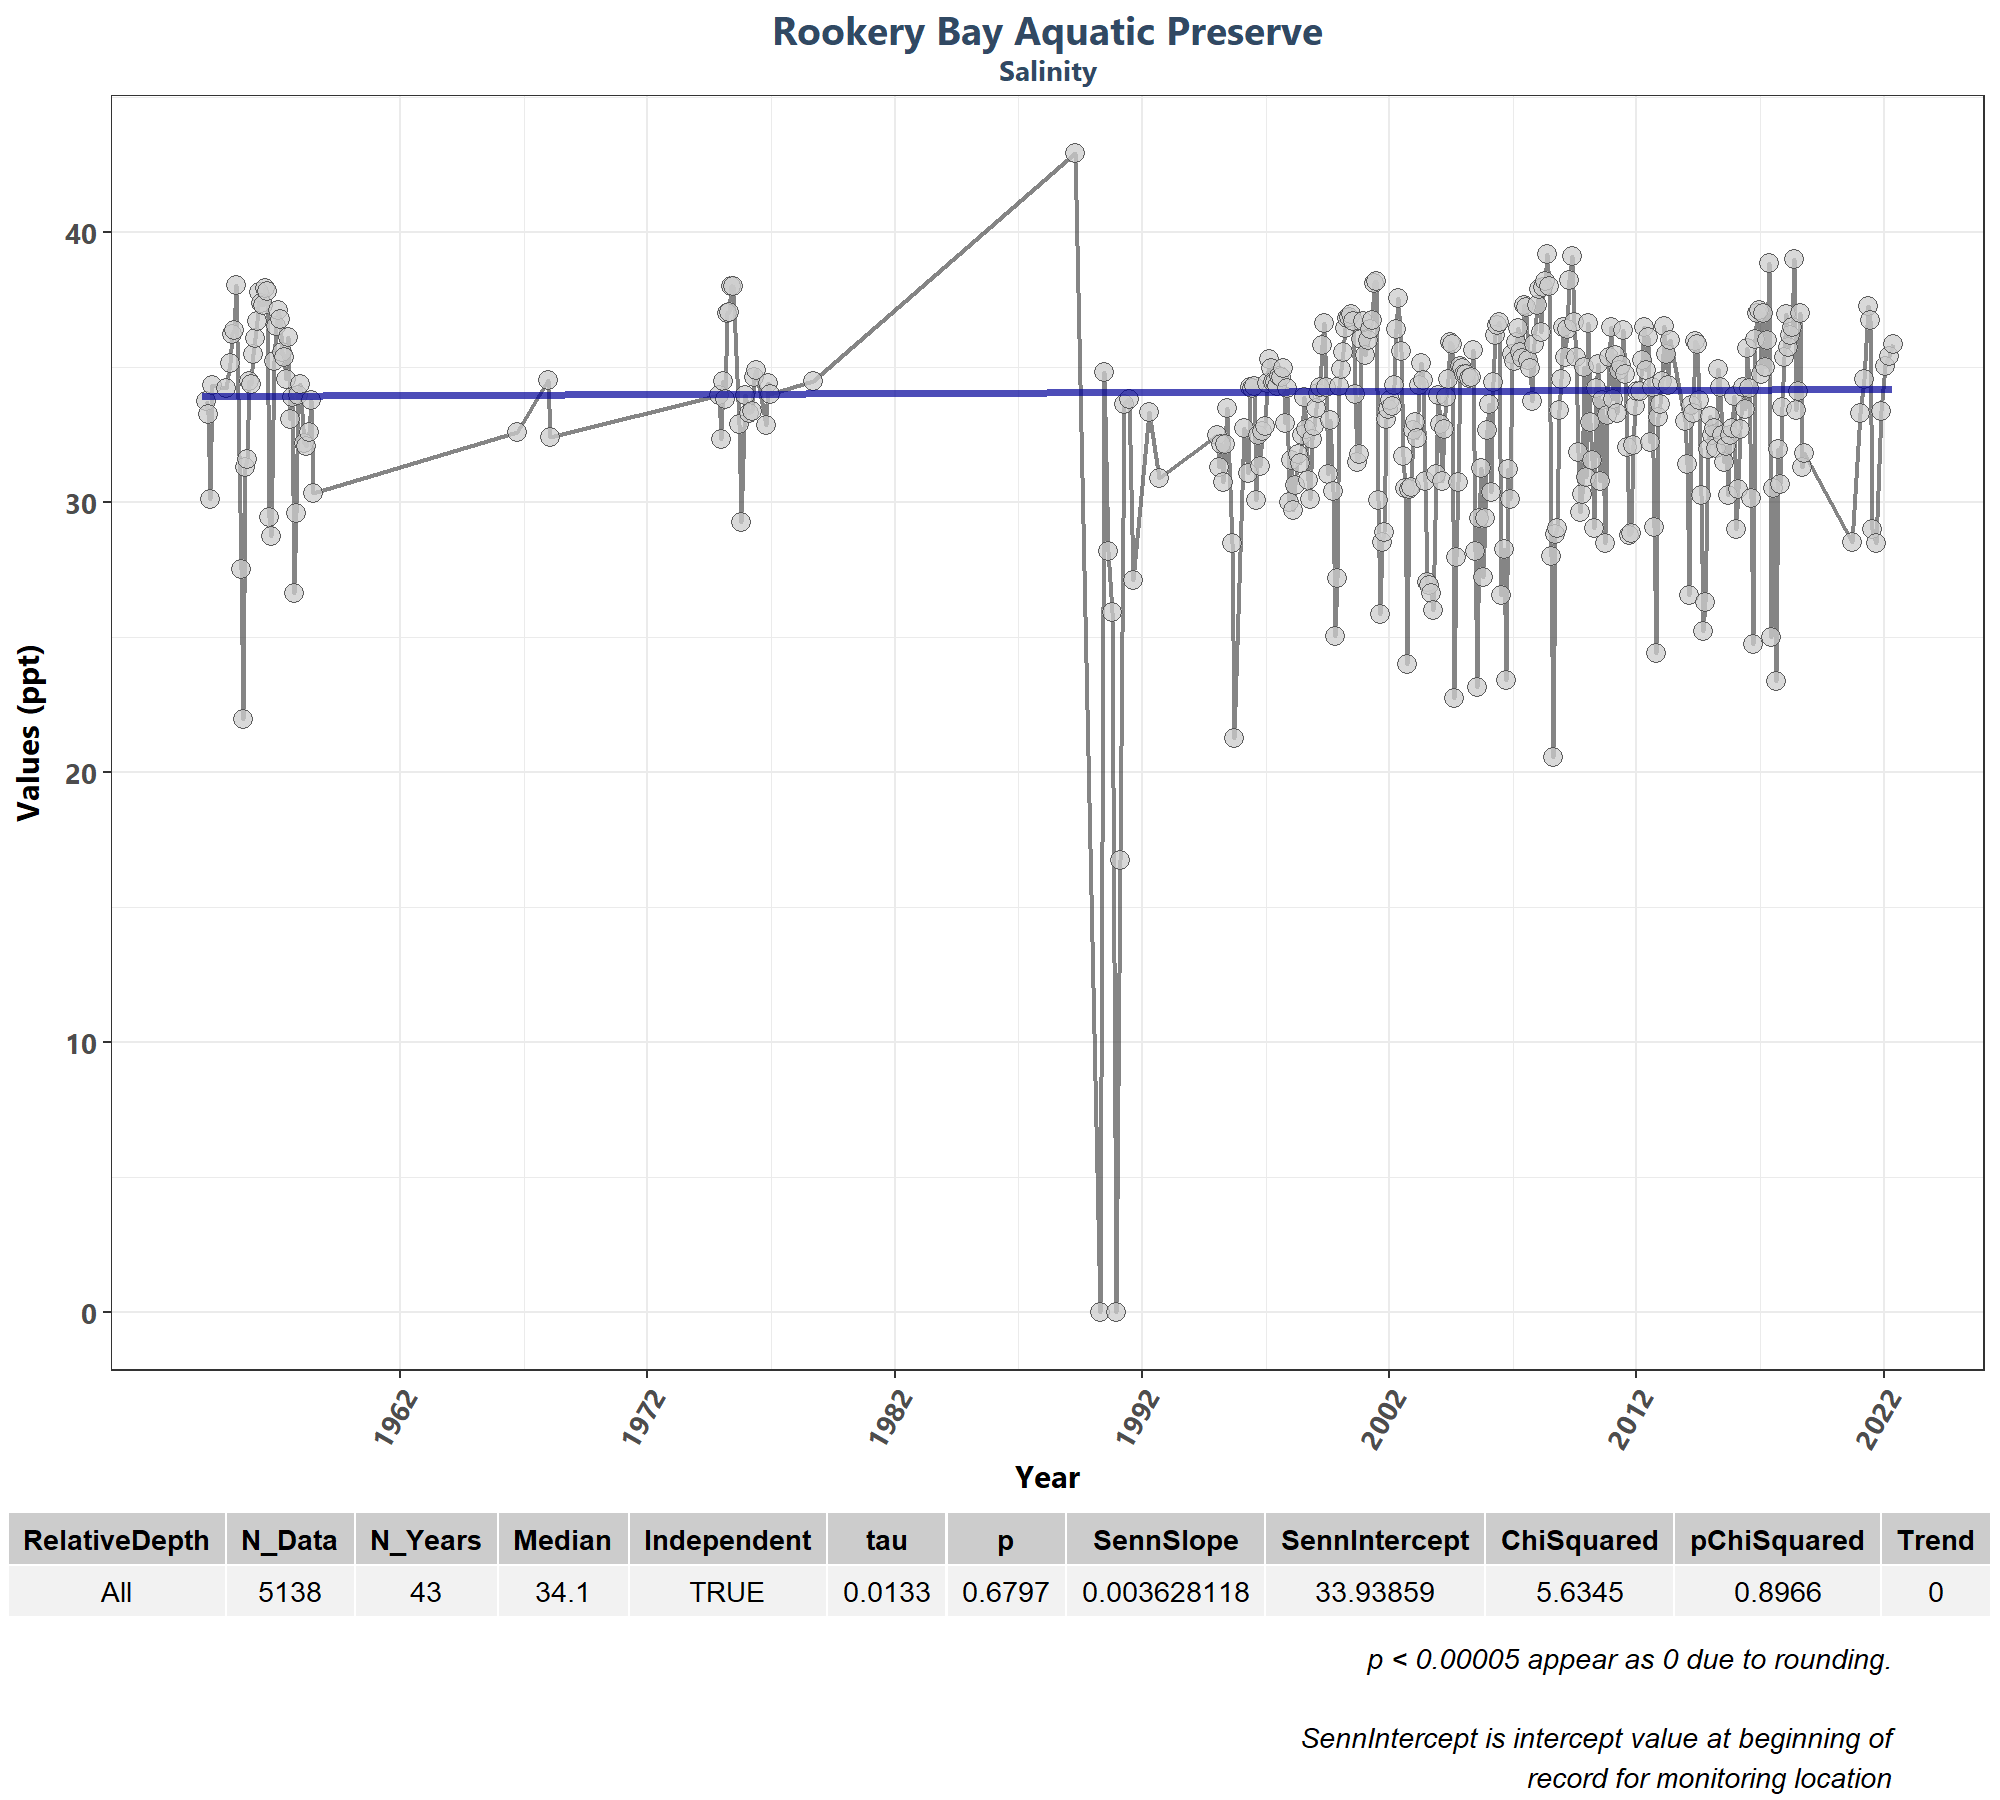 Rookery Bay Aquatic Preserve
Salinity
Values (ppt)
40
30
20
10
0
1962 1972 1982 1992 2002 2012 2022
Year
RelativeDepth N_Data N_Years Median Independent tau p SennSlope SennIntercept ChiSquared pChiSquared Trend
All 5138 43 34.1 TRUE 0.0133 0.6797 0.003628118 33.93859 5.6345 0.8966 0
p < 0.00005 appear as 0 due to rounding.
SennIntercept is intercept value at beginning of
record for monitoring location